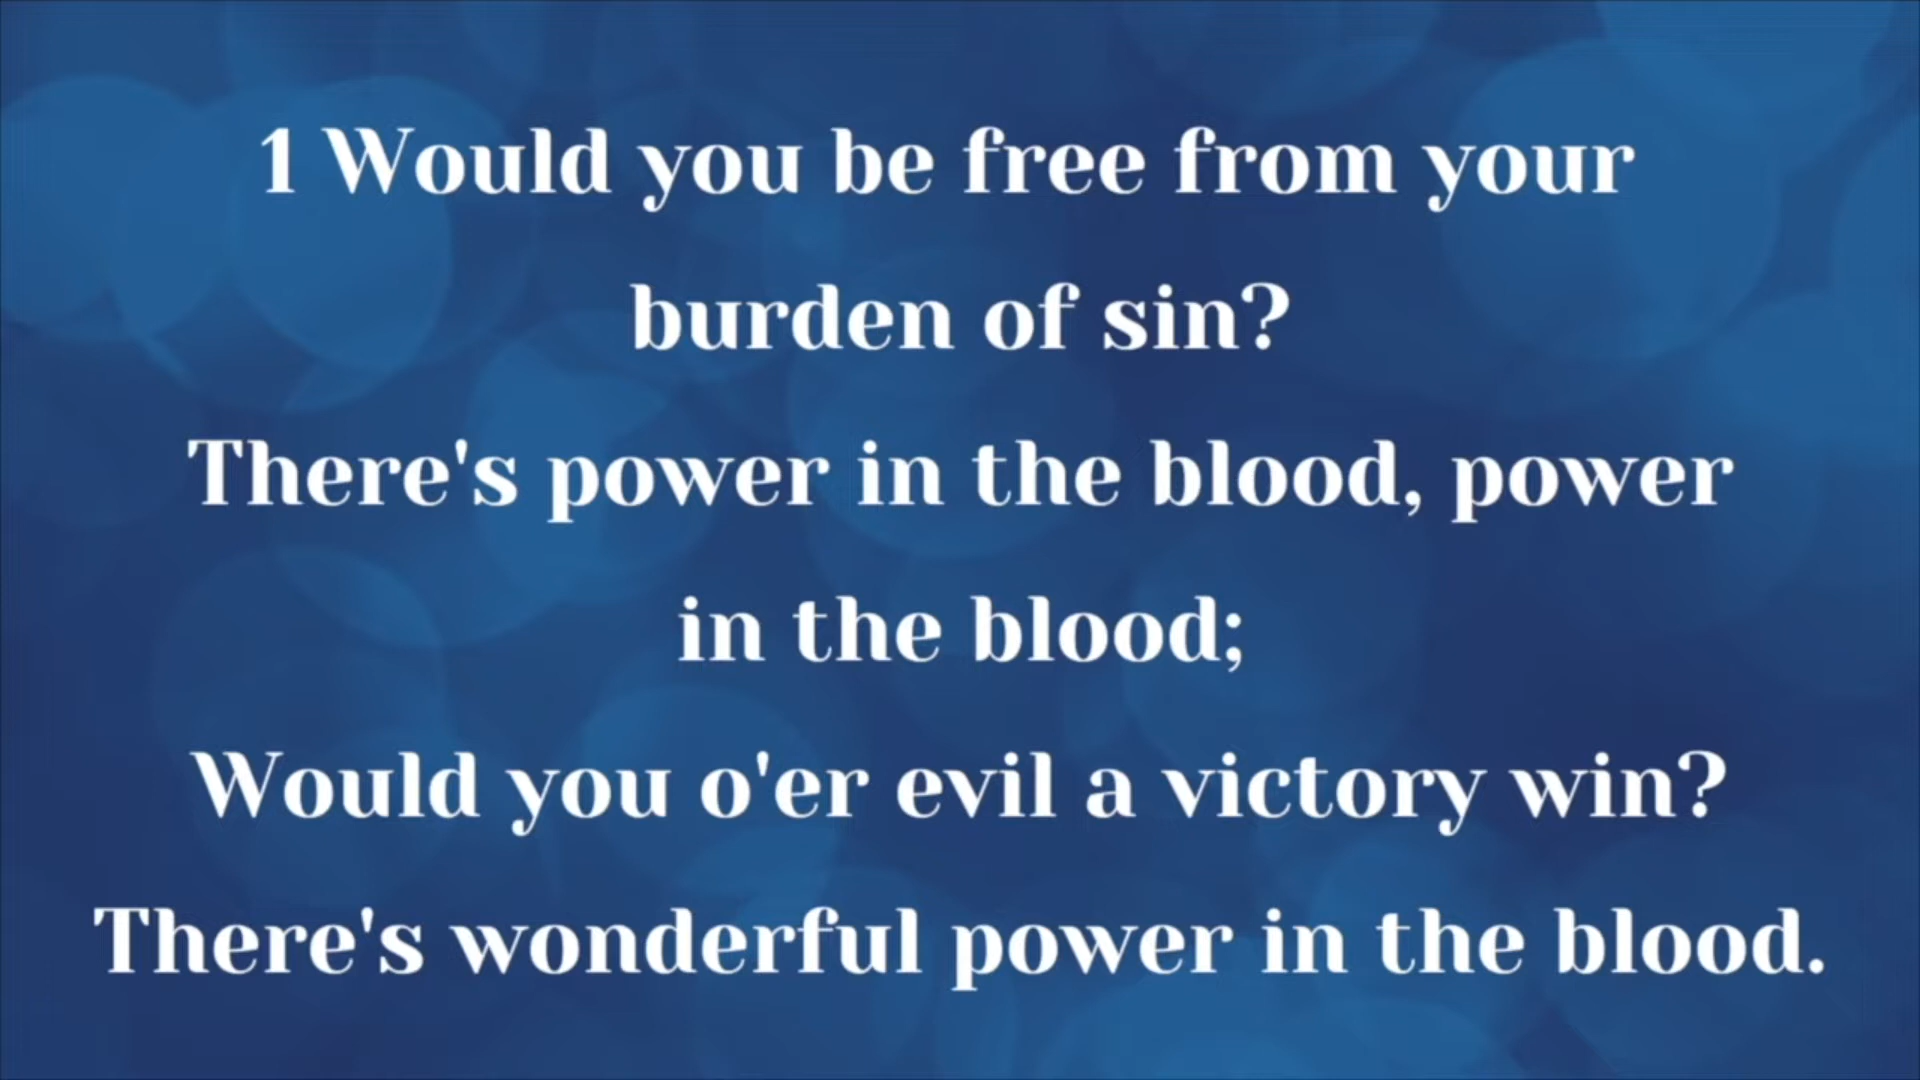 1 Would you be free from your
burden of sin?
There's power in the blood, power
in the blood;
Would you o'er evil a victory win?
There's wonderful power in the blood.